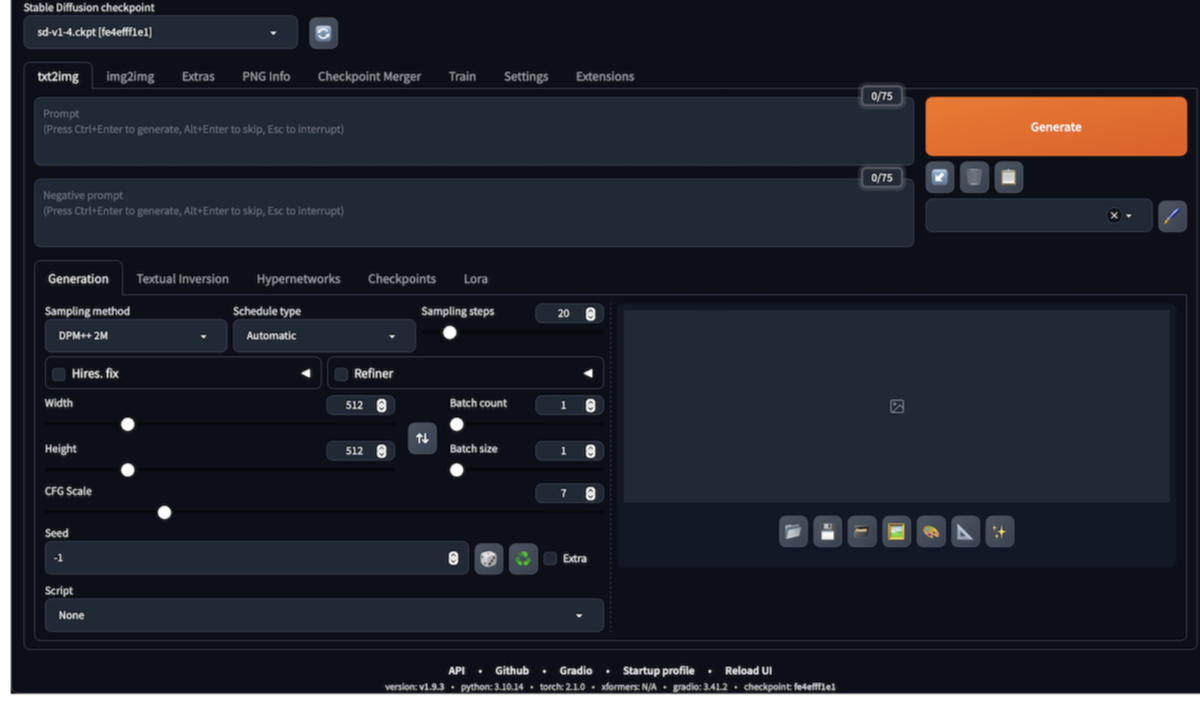 Stable Diffusion checkpoint
sd-v1-4.ckpt [fe4efff1e1]
txt2img img2img Extras PNG Info Checkpoint Merger Train Settings Extensions
0/75
Prompt
(Press Ctrl+Enter to generate, Alt+Enter to skip, Esc to interrupt)
Generate
0/75
Negative prompt
(Press Ctrl+Enter to generate, Alt+Enter to skip, Esc to interrupt)
Generation Textual Inversion Hypernetworks Checkpoints Lora
Sampling method Schedule type Sampling steps 20
DPM++ 2M Automatic
Hires. fix Refiner
Width 512 Batch count 1
Height 512 Batch size 1
CFG Scale 7
Seed
-1 Extra
Script
None
API • Github • Gradio • Startup profile • Reload UI
version: v1.9.3 • python: 3.10.14 • torch: 2.1.0 • xformers: N/A • gradio: 3.41.2 • checkpoint: fe4efff1e1